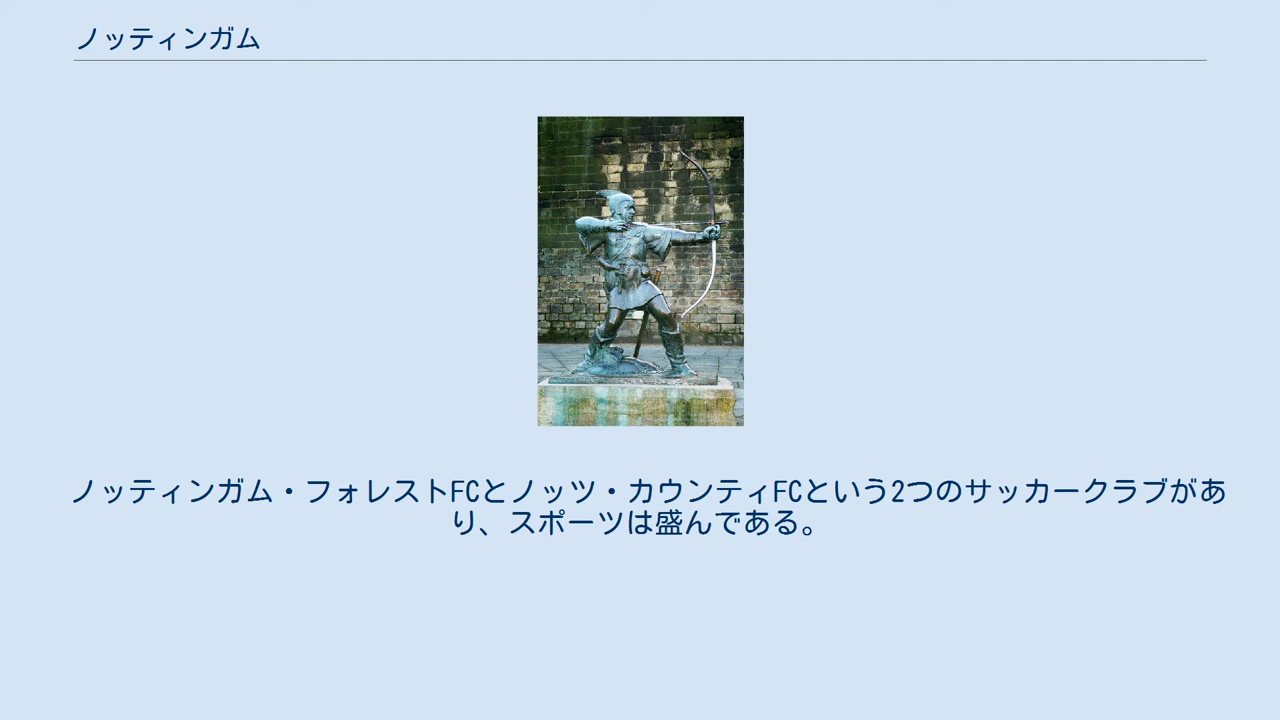 ノッティンガム
ノッティンガム・フォレストFCとノッツ・カウンティFCという2つのサッカークラブがあ
り、スポーツは盛んである。